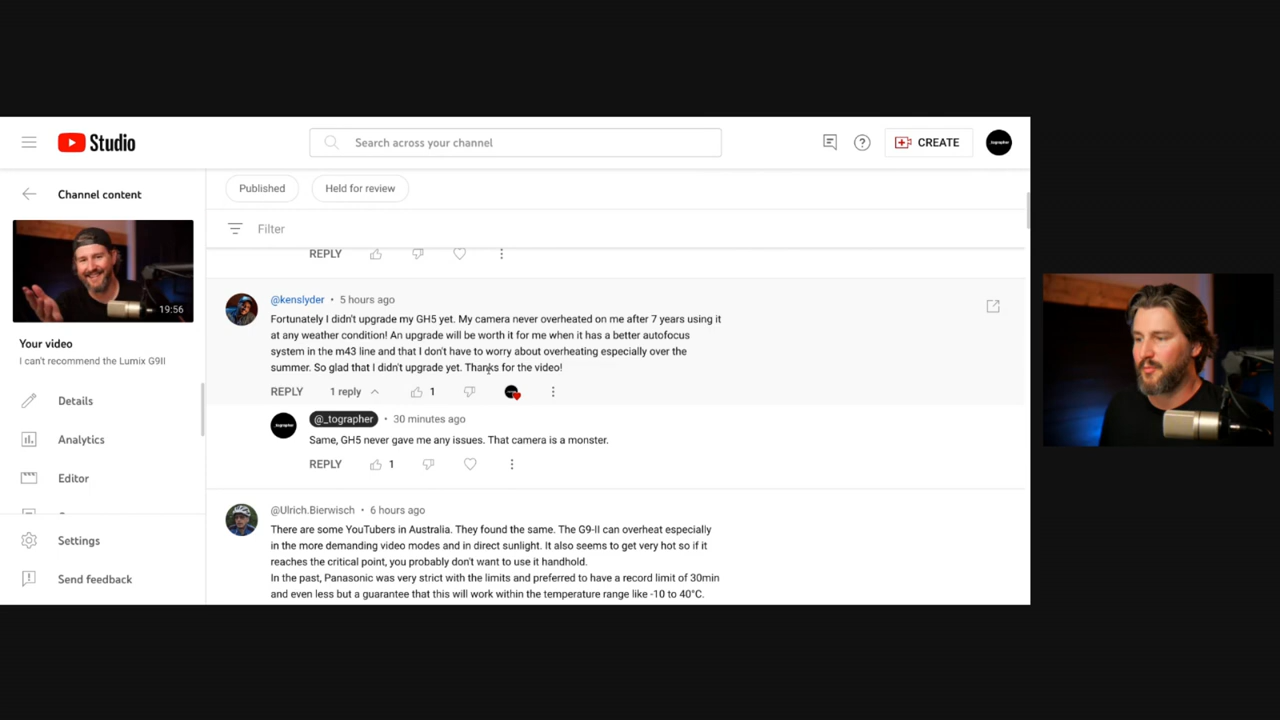 Studio
Search across your channel
CREATE
Channel content
Published
Held for review
Filter
19:56
Your video
I can't recommend the Lumix G9II
Details
Analytics
Editor
Settings
Send feedback
REPLY
@kenslyder • 5 hours ago
Fortunately I didn't upgrade my GH5 yet. My camera never overheated on me after 7 years using it
at any weather condition! An upgrade will be worth it for me when it has a better autofocus
system in the m43 line and that I don't have to worry about overheating especially over the
summer. So glad that I didn't upgrade yet. Thanks for the video!
REPLY 1 reply 1
@_tographer • 30 minutes ago
Same, GH5 never gave me any issues. That camera is a monster.
REPLY 1
@Ulrich.Bierwisch • 6 hours ago
There are some YouTubers in Australia. They found the same. The G9-II can overheat especially
in the more demanding video modes and in direct sunlight. It also seems to get very hot so if it
reaches the critical point, you probably don't want to use it handhold.
In the past, Panasonic was very strict with the limits and preferred to have a record limit of 30min
and even less but a guarantee that this will work within the temperature range like -10 to 40°C.